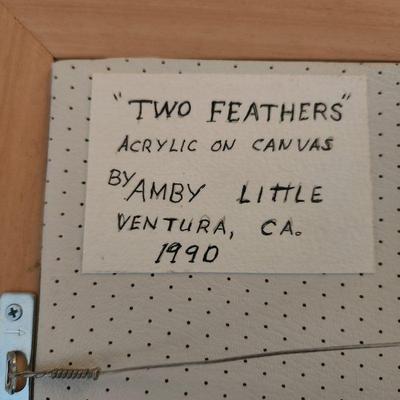 "TWO FEATHERS"
ACRYLIC ON CANVAS
BY AMBY LITTLE
VENTURA, CA.
1990